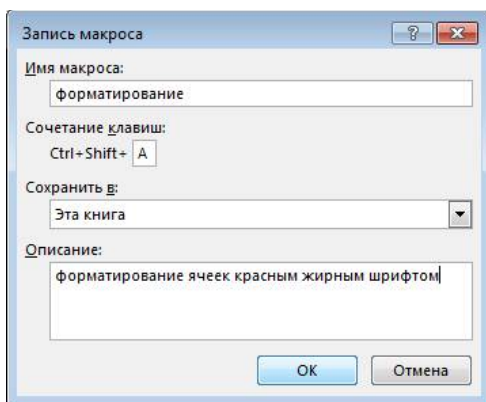 Запись макроса
Имя макроса:
форматирование
Сочетание клавиш:
Ctrl+Shift+ A
Сохранить в:
Эта книга
Описание:
форматирование ячеек красным жирным шрифтом
ОК Отмена